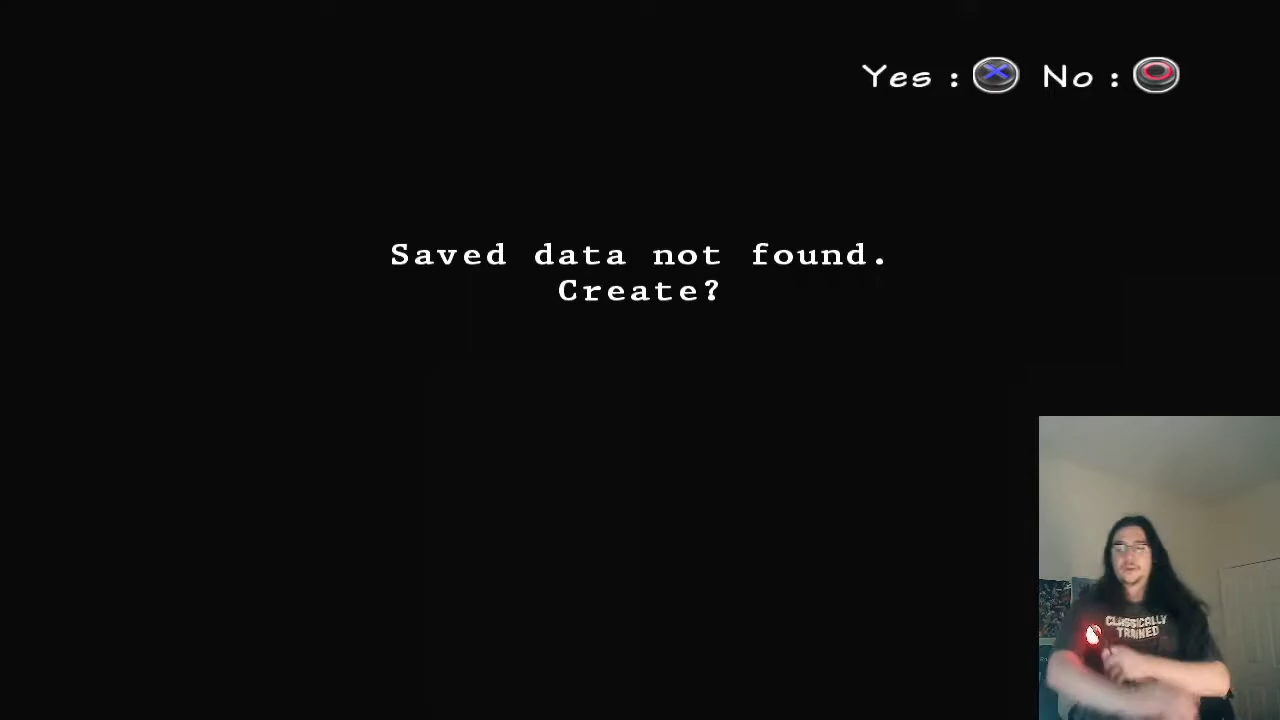 Yes : No :
Saved data not found.
Create?
CLASSICALLY
TRAINED